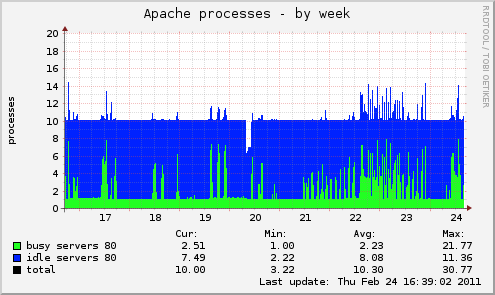 Apache processes - by week
RRDTOOL / TOBI OETIKER
processes
20
18
16
14
12
10
8
6
4
2
0
17 18 19 20 21 22 23 24
Cur: Min: Avg: Max:
busy servers 80 2.51 1.00 2.23 21.77
idle servers 80 7.49 2.22 8.08 11.36
total 10.00 3.22 10.30 30.77
Last update: Thu Feb 24 16:39:02 2011